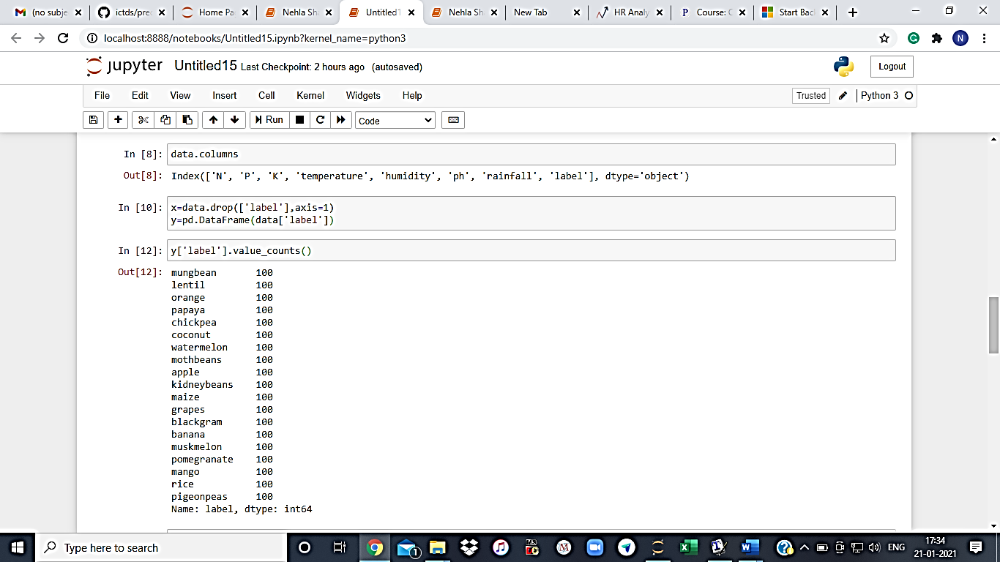 (no subje
ictds/pred
Home Pa
Nehla Sh
Untitled1
Nehla Sh
New Tab
HR Analy
Course: C
Start Bac
localhost:8888/notebooks/Untitled15.ipynb?kernel_name=python3
N
jupyter Untitled15 Last Checkpoint: 2 hours ago (autosaved)
Logout
File Edit View Insert Cell Kernel Widgets Help
Trusted Python 3
Run Code
In [8]: data.columns
Out[8]: Index(['N', 'P', 'K', 'temperature', 'humidity', 'ph', 'rainfall', 'label'], dtype='object')
In [10]: x=data.drop(['label'],axis=1)
y=pd.DataFrame(data['label'])
In [12]: y['label'].value_counts()
Out[12]: mungbean 100
lentil 100
orange 100
papaya 100
chickpea 100
coconut 100
watermelon 100
mothbeans 100
apple 100
kidneybeans 100
maize 100
grapes 100
blackgram 100
banana 100
muskmelon 100
pomegranate 100
mango 100
rice 100
pigeonpeas 100
Name: label, dtype: int64
Type here to search
1
ENG
17:34
21-01-2021